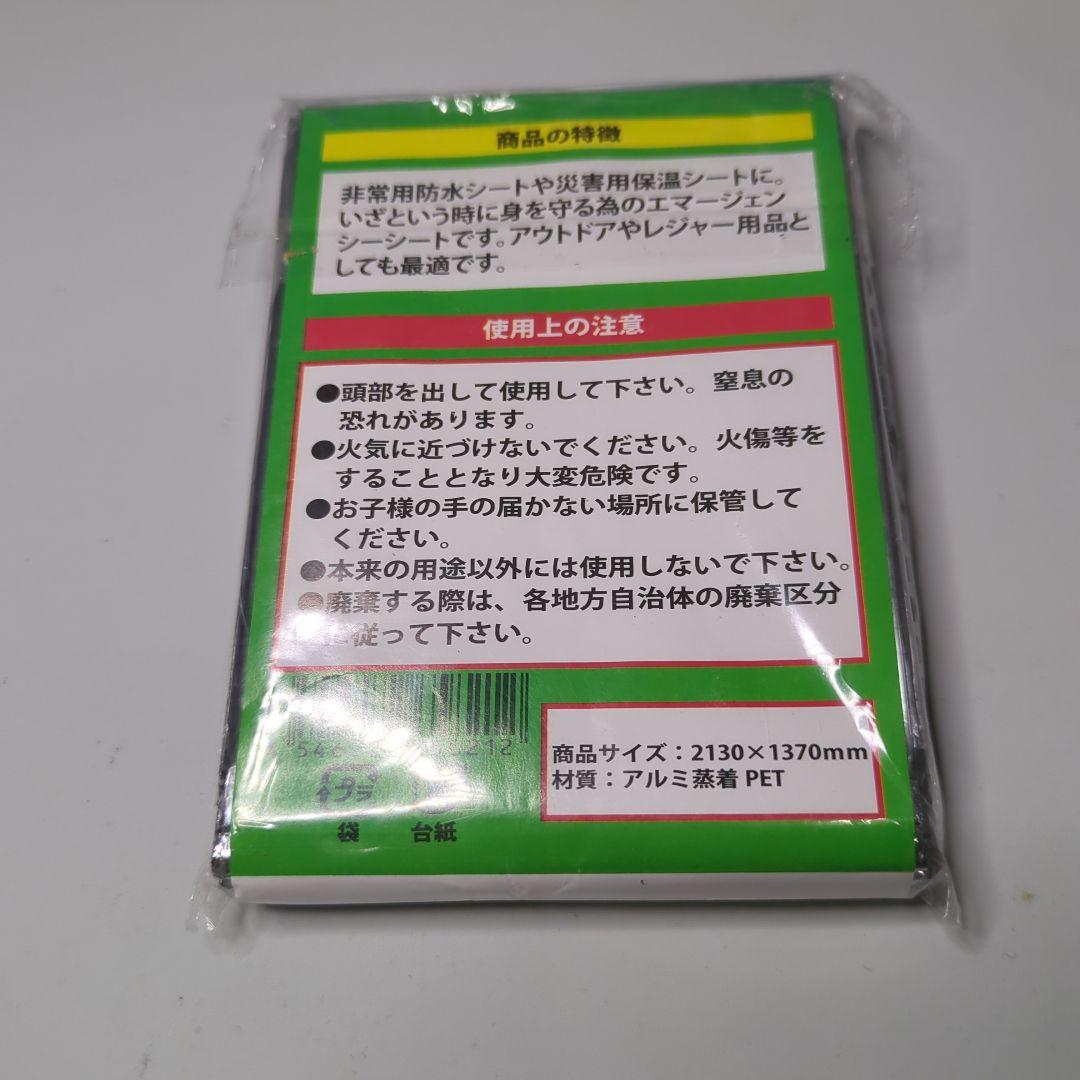 商品の特徴
非常用防水シートや災害用保温シートに。
いざという時に身を守る為のエマージェン
シーシートです。アウトドアやレジャー用品と
しても最適です。
使用上の注意
●頭部を出して使用して下さい。窒息の
恐れがあります。
●火気に近づけないでください。火傷等を
することとなり大変危険です。
●お子様の手の届かない場所に保管して
ください。
●本来の用途以外には使用しないで下さい。
●廃棄する際は、各地方自治体の廃棄区分
に従って下さい。
商品サイズ：2130×1370mm
材質：アルミ蒸着 PET
プラ
袋
台紙